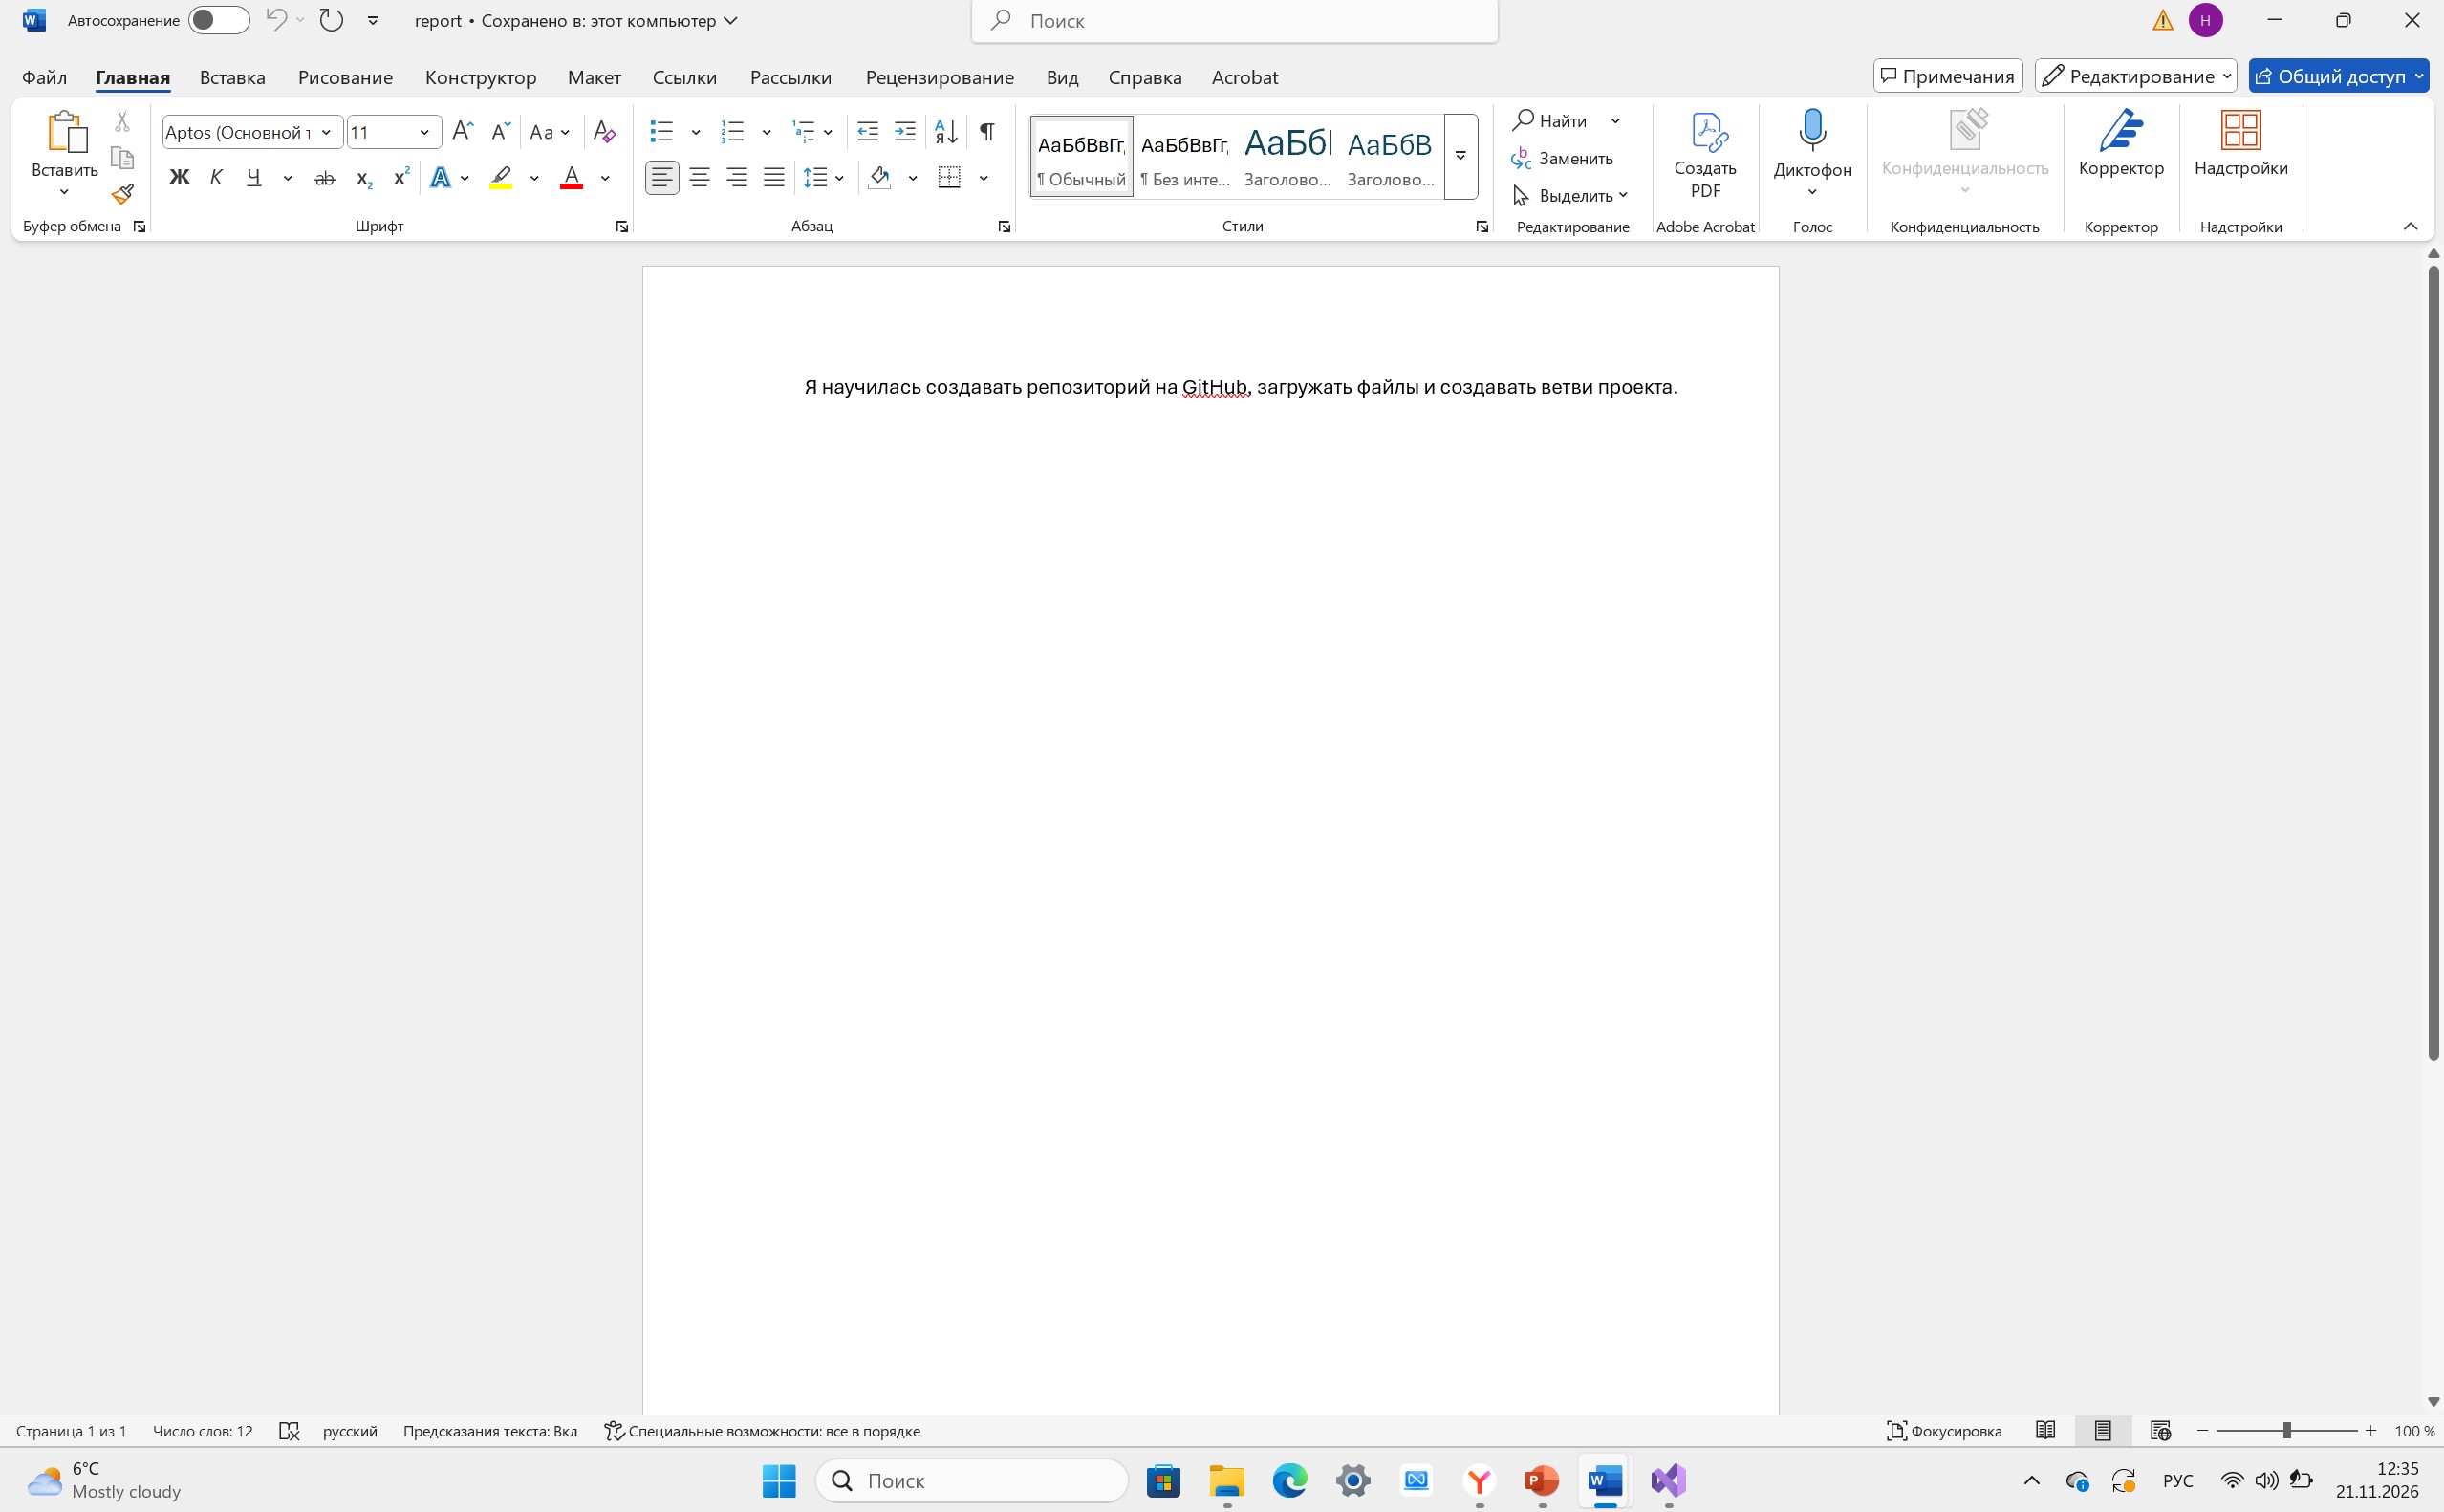 Автосохранение
report • Сохранено в: этот компьютер
Поиск
Н
Файл Главная Вставка Рисование Конструктор Макет Ссылки Рассылки Рецензирование Вид Справка Acrobat
Примечания Редактирование Общий доступ
Вставить
Буфер обмена
Aptos (Основной т 11
Ж К Ч
Шрифт
Абзац
АаБбВвГг, АаБбВвГг, АаБб АаБбВ
¶ Обычный ¶ Без инте... Заголово... Заголово...
Стили
Найти
Заменить
Выделить
Редактирование
Создать PDF
Adobe Acrobat
Диктофон
Голос
Конфиденциальность
Конфиденциальность
Корректор
Корректор
Надстройки
Надстройки
Я научилась создавать репозиторий на GitHub, загружать файлы и создавать ветви проекта.
Страница 1 из 1 Число слов: 12 русский Предсказания текста: Вкл Специальные возможности: все в порядке
Фокусировка 100 %
6°C
Mostly cloudy
Поиск
РУС
12:35
21.11.2026